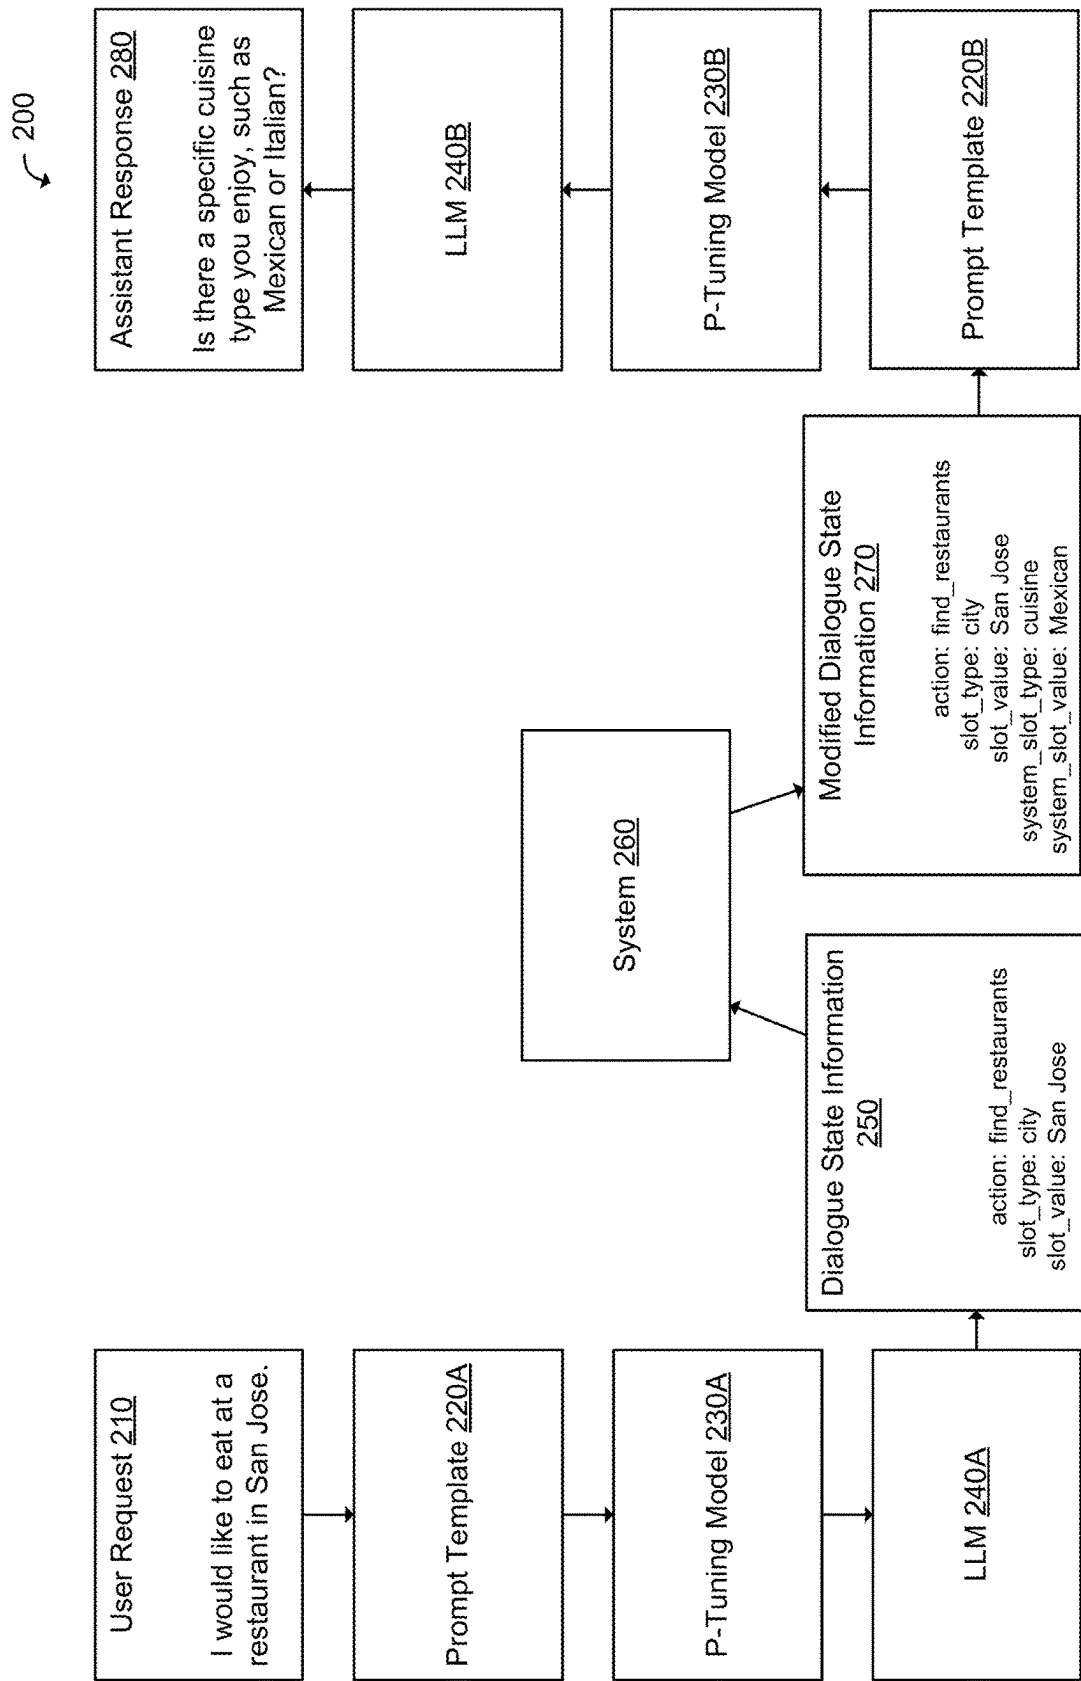 200
User Request 210
I would like to eat at a
restaurant in San Jose.
Prompt Template 220A
P-Tuning Model 230A
LLM 240A
Dialogue State Information
250
action: find_restaurants
slot_type: city
slot_value: San Jose
System 260
Modified Dialogue State
Information 270
action: find_restaurants
slot_type: city
slot_value: San Jose
system_slot_type: cuisine
system_slot_value: Mexican
Prompt Template 220B
P-Tuning Model 230B
LLM 240B
Assistant Response 280
Is there a specific cuisine
type you enjoy, such as
Mexican or Italian?